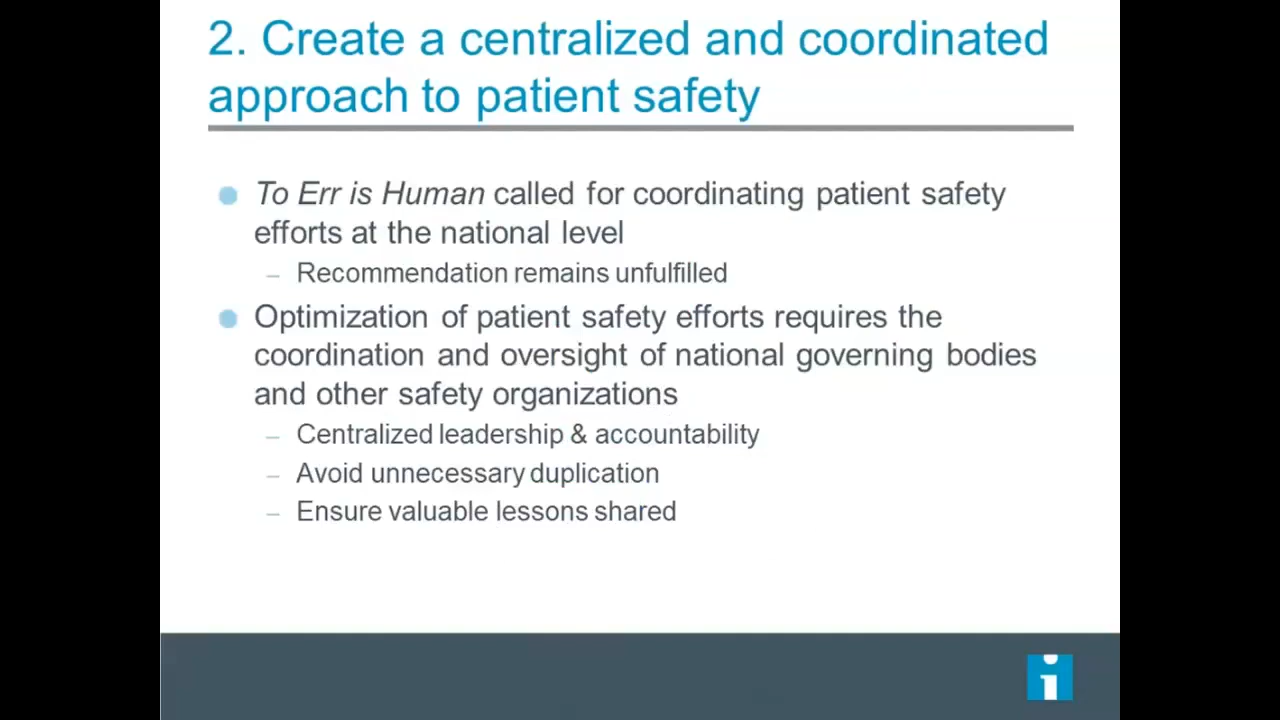 2. Create a centralized and coordinated
approach to patient safety
To Err is Human called for coordinating patient safety
efforts at the national level
– Recommendation remains unfulfilled
Optimization of patient safety efforts requires the
coordination and oversight of national governing bodies
and other safety organizations
– Centralized leadership & accountability
– Avoid unnecessary duplication
– Ensure valuable lessons shared
i